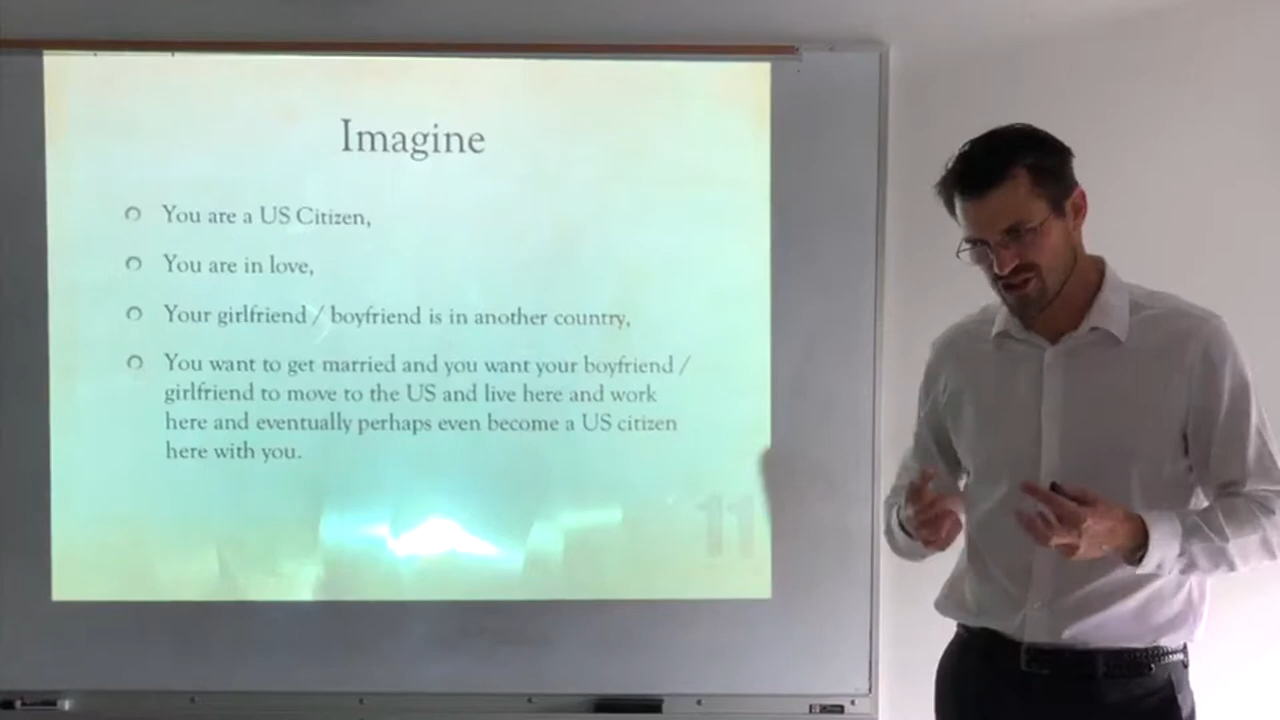 Imagine
You are a US Citizen,
You are in love,
Your girlfriend / boyfriend is in another country,
You want to get married and you want your boyfriend /
girlfriend to move to the US and live here and work
here and eventually perhaps even become a US citizen
here with you.
11